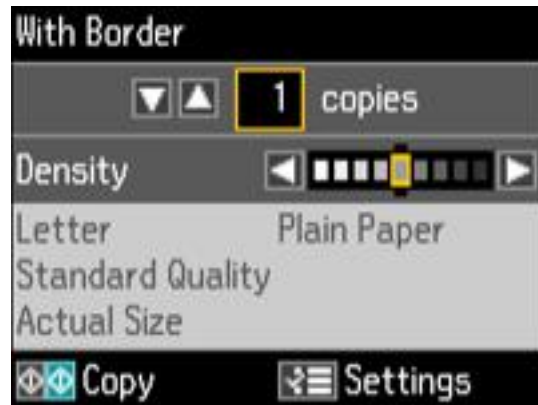 With Border
1 copies
Density
Letter Plain Paper
Standard Quality
Actual Size
Copy Settings